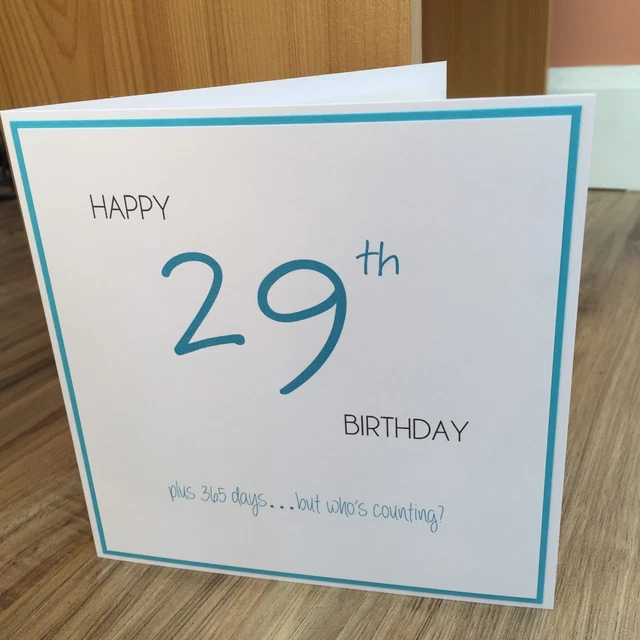 HAPPY
29th
BIRTHDAY
plus 365 days...but who's counting?